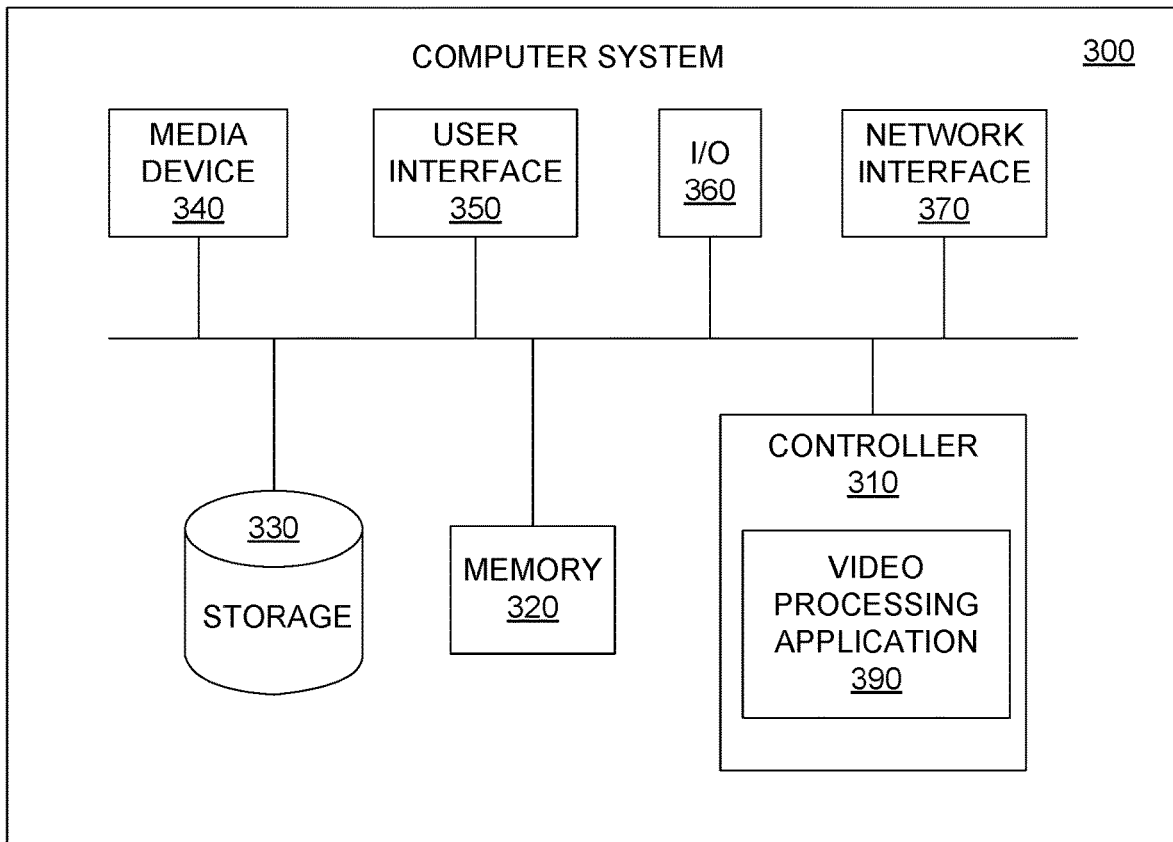 COMPUTER SYSTEM
300
MEDIA
DEVICE
340
USER
INTERFACE
350
I/O
360
NETWORK
INTERFACE
370
330
STORAGE
MEMORY
320
CONTROLLER
310
VIDEO
PROCESSING
APPLICATION
390